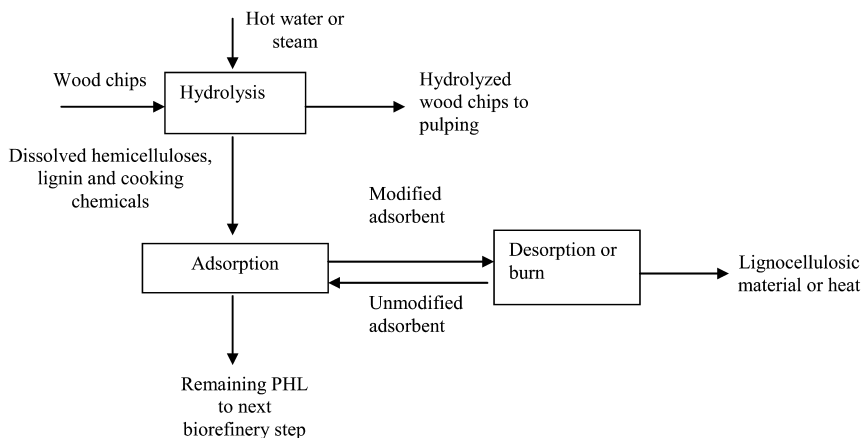 Hot water or
steam
Wood chips
Hydrolysis
Hydrolyzed
wood chips to
pulping
Dissolved hemicelluloses,
lignin and cooking
chemicals
Modified
adsorbent
Adsorption
Desorption or
burn
Lignocellulosic
material or heat
Unmodified
adsorbent
Remaining PHL
to next
biorefinery step